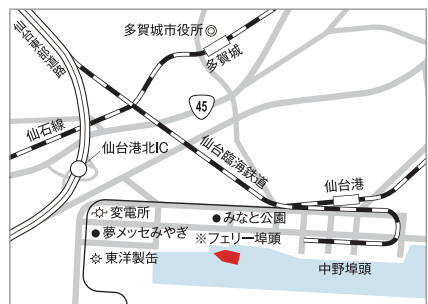 多賀城市役所◎
多賀城
仙台東部道路
45
仙石線
仙台港北IC
仙台臨海鉄道
仙台港
変電所
みなと公園
夢メッセみやぎ
※フェリー埠頭
東洋製缶
中野埠頭